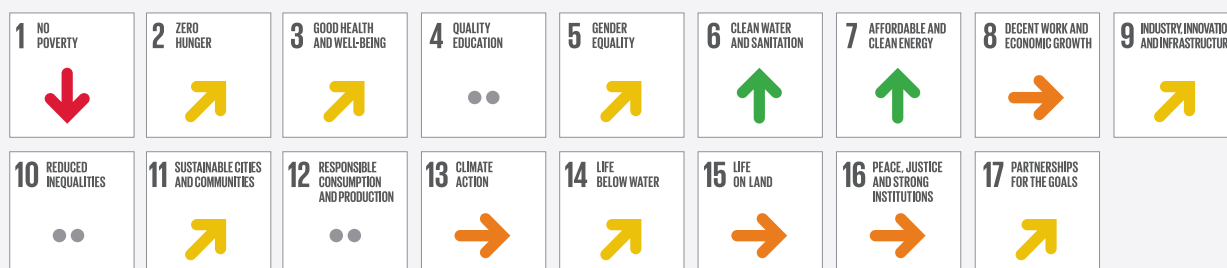 1 NO
POVERTY
2 ZERO
HUNGER
3 GOOD HEALTH
AND WELL-BEING
4 QUALITY
EDUCATION
5 GENDER
EQUALITY
6 CLEAN WATER
AND SANITATION
7 AFFORDABLE AND
CLEAN ENERGY
8 DECENT WORK AND
ECONOMIC GROWTH
9 INDUSTRY, INNOVATIO
AND INFRASTRUCTUR
10 REDUCED
INEQUALITIES
11 SUSTAINABLE CITIES
AND COMMUNITIES
12 RESPONSIBLE
CONSUMPTION
AND PRODUCTION
13 CLIMATE
ACTION
14 LIFE
BELOW WATER
15 LIFE
ON LAND
16 PEACE, JUSTICE
AND STRONG
INSTITUTIONS
17 PARTNERSHIPS
FOR THE GOALS